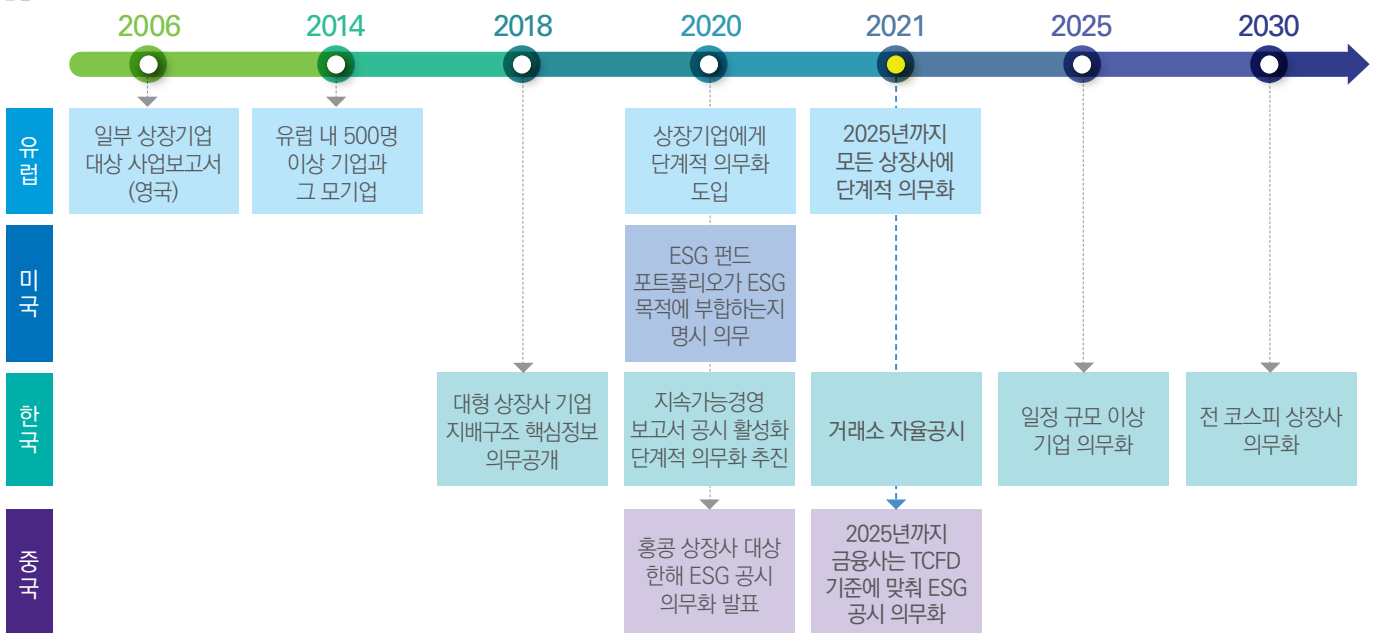 2006
2014
2018
2020
2021
2025
2030
유럽
일부 상장기업
대상 사업보고서
(영국)
유럽 내 500명
이상 기업과
그 모기업
상장기업에게
단계적 의무화
도입
2025년까지
모든 상장사에
단계적 의무화
미국
ESG 펀드
포트폴리오가 ESG
목적에 부합하는지
명시 의무
한국
대형 상장사 기업
지배구조 핵심정보
의무공개
지속가능경영
보고서 공시 활성화
단계적 의무화 추진
거래소 자율공시
일정 규모 이상
기업 의무화
전 코스피 상장사
의무화
중국
홍콩 상장사 대상
한해 ESG 공시
의무화 발표
2025년까지
금융사는 TCFD
기준에 맞춰 ESG
공시 의무화